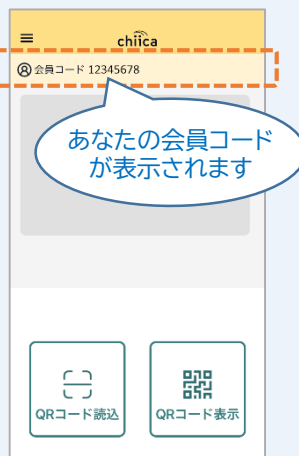 chiica
会員コード 12345678
あなたの会員コード
が表示されます
QRコード読込
QRコード表示